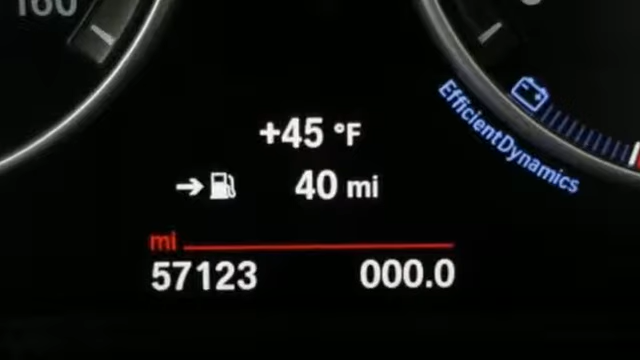 160
+45 °F
EfficientDynamics
➔ 40 mi
mi
57123 000.0